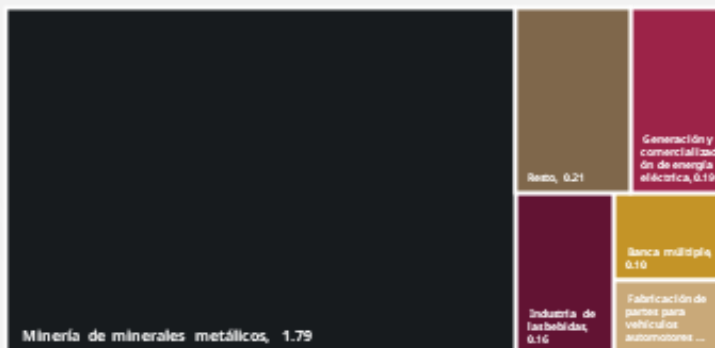 Minería de minerales metálicos, 1.79
Resto, 0.21
Generación y
comercializac
ón de energía
eléctrica, 0.19
Industria de
las bebidas,
0.16
Banca múltiple,
0.10
Fabricación de
partes para
vehículos
automotores ...